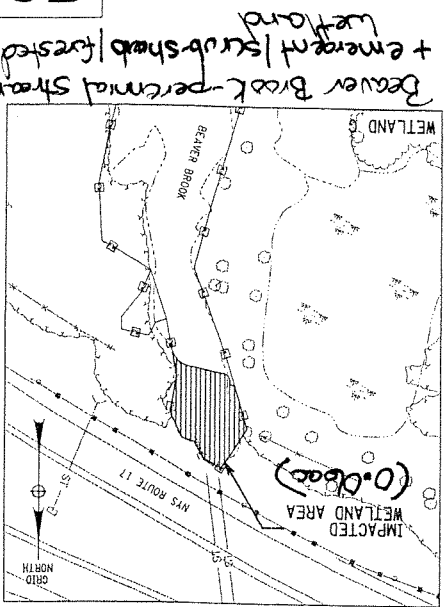 GRID
NORTH
IMPACTED
WETLAND AREA
(0.06ac)
NYS ROUTE 17
BEAVER BROOK
WETLAND G
Beaver Brook-perennial stream
+ emergent/scrub-shrub/forested
wetland